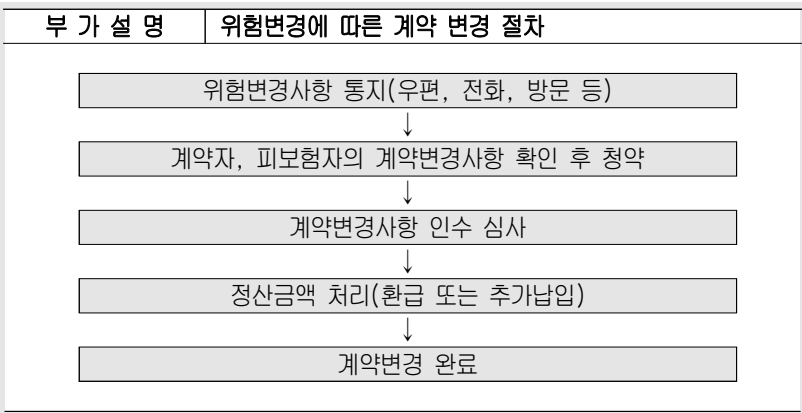 부 가 설 명 위험변경에 따른 계약 변경 절차
위험변경사항 통지(우편, 전화, 방문 등)
↓
계약자, 피보험자의 계약변경사항 확인 후 청약
↓
계약변경사항 인수 심사
↓
정산금액 처리(환급 또는 추가납입)
↓
계약변경 완료